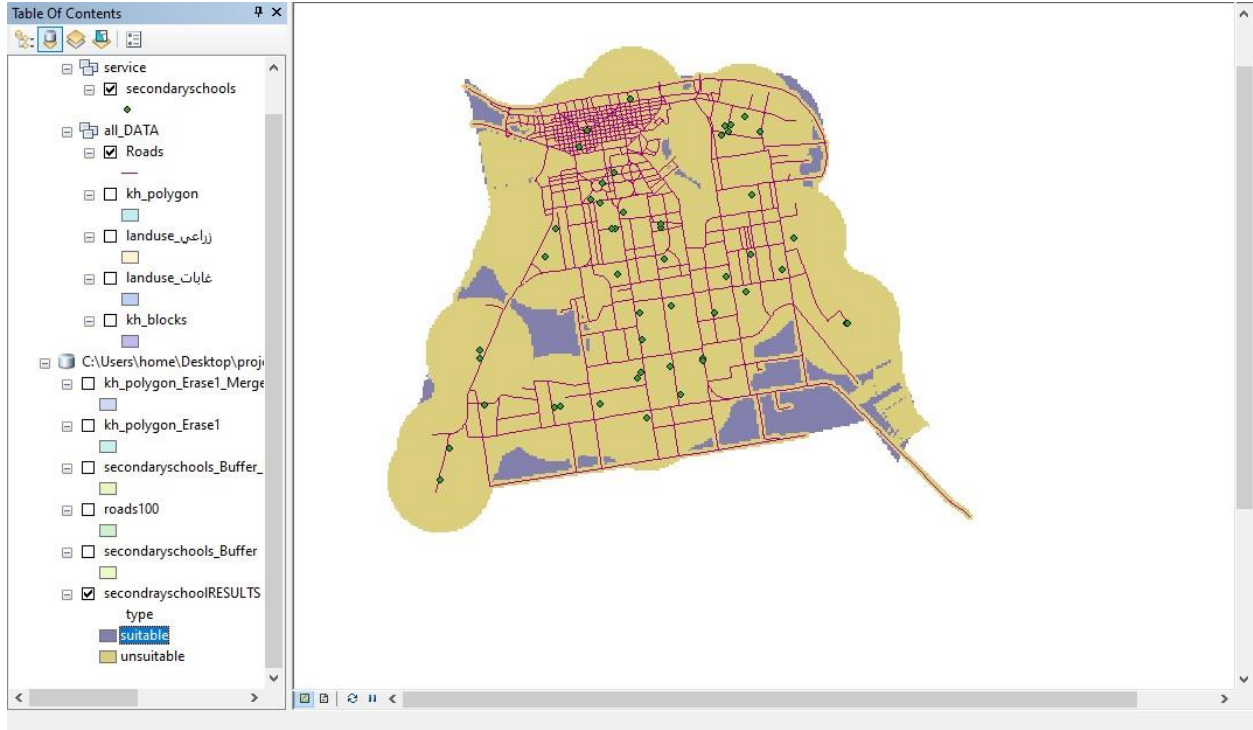 Table Of Contents
service
secondaryschools
all_DATA
Roads
kh_polygon
landuse_زراعي
landuse_غابات
kh_blocks
C:\Users\home\Desktop\proje
kh_polygon_Erase1_Merge
kh_polygon_Erase1
secondaryschools_Buffer_
roads100
secondaryschools_Buffer
secondrayschoolRESULTS
type
suitable
unsuitable